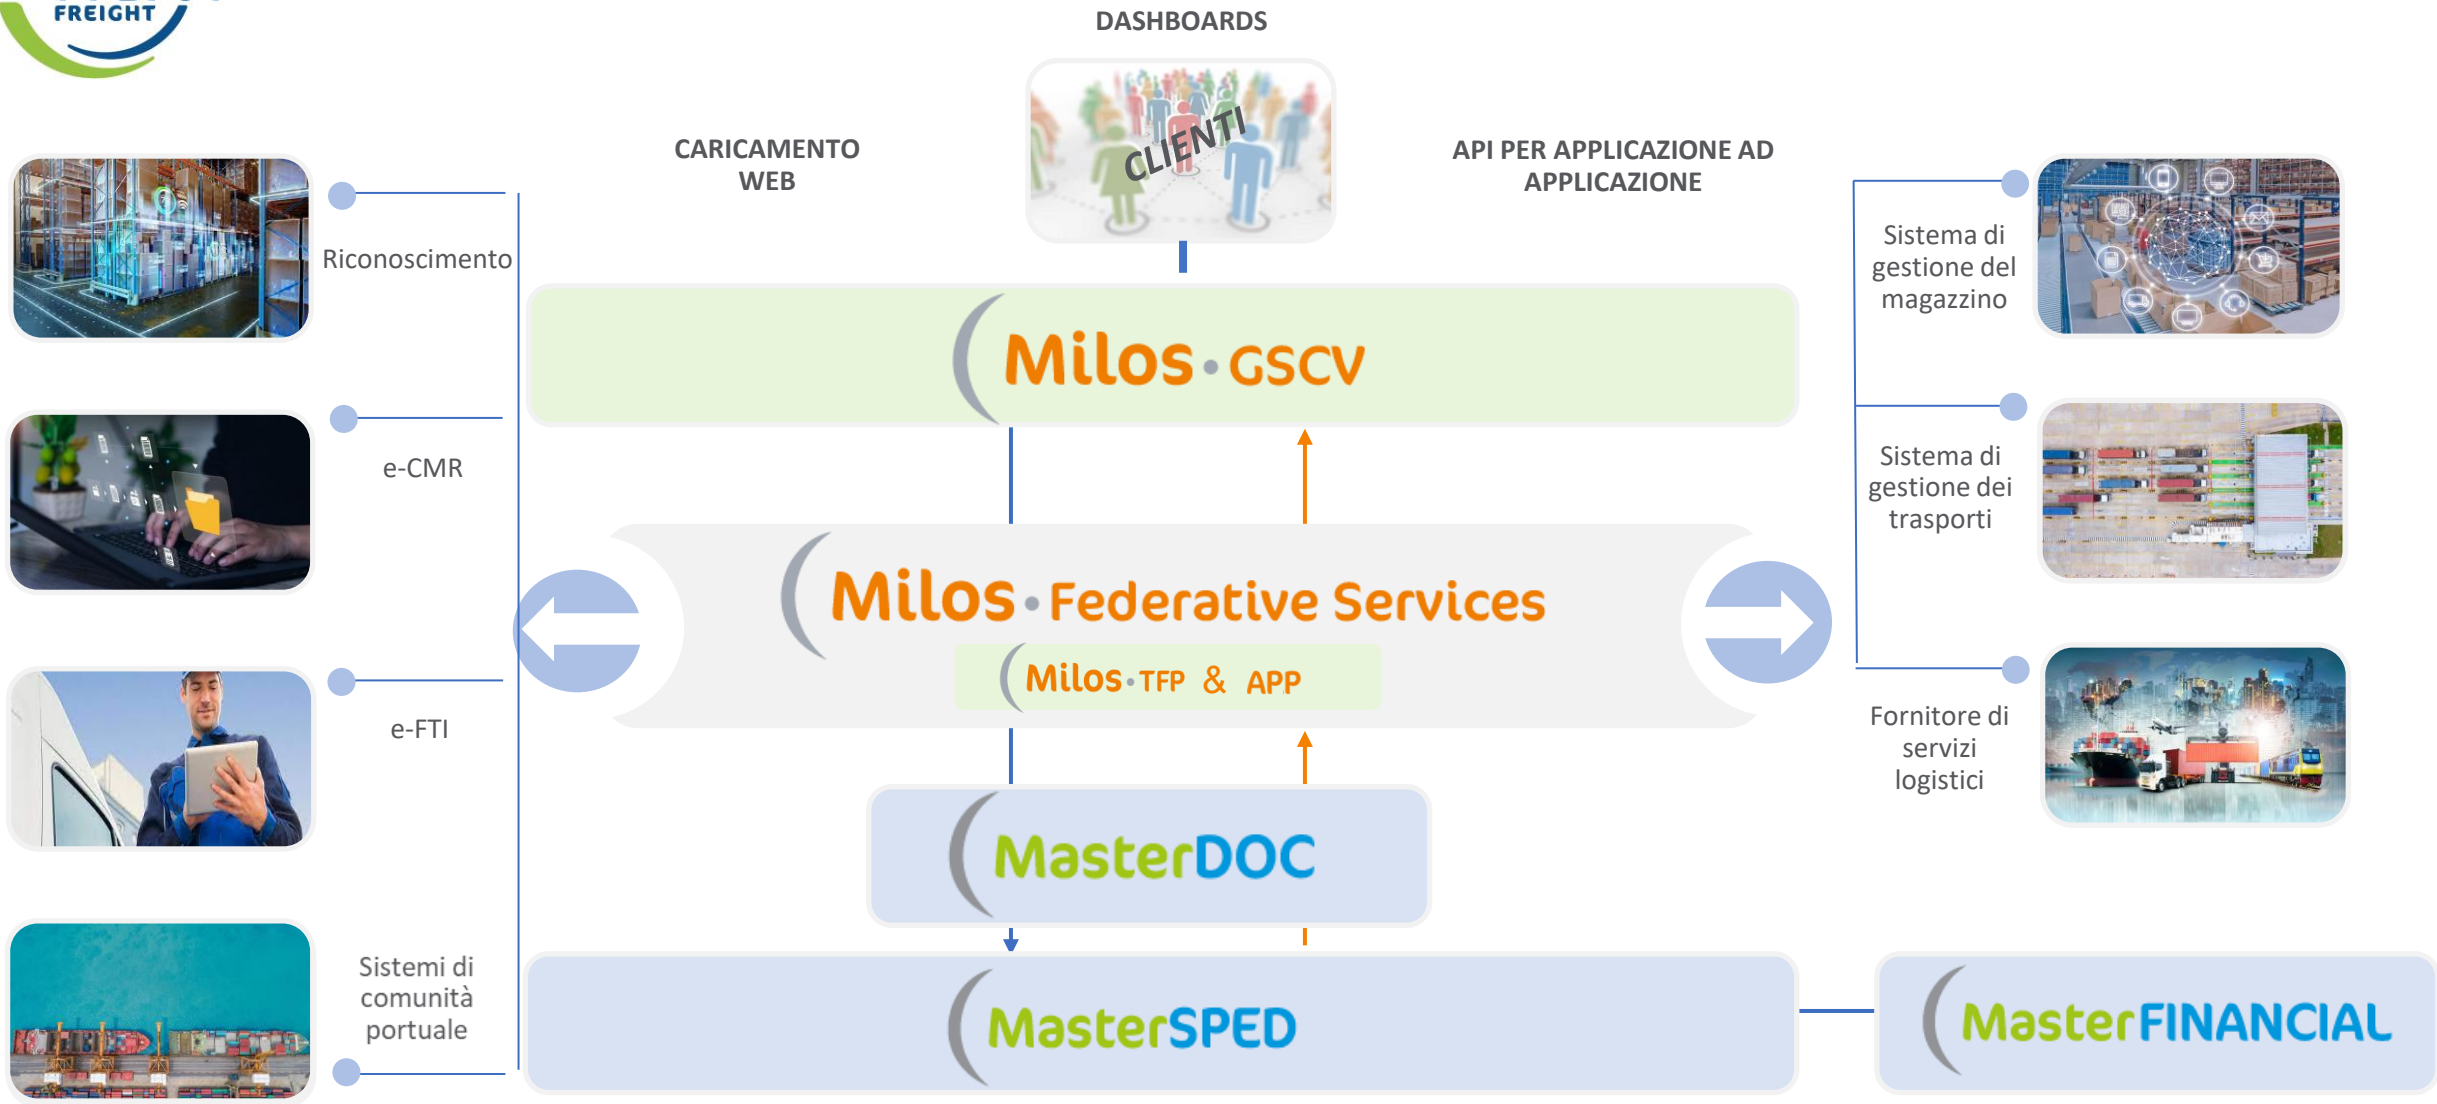 FREIGHT
DASHBOARDS
CLIENTI
CARICAMENTO
WEB
API PER APPLICAZIONE AD
APPLICAZIONE
Riconoscimento
e-CMR
e-FTI
Sistemi di
comunità
portuale
Milos · GSCV
Milos · Federative Services
Milos · TFP & APP
MasterDOC
MasterSPED
MasterFINANCIAL
Sistema di
gestione del
magazzino
Sistema di
gestione dei
trasporti
Fornitore di
servizi
logistici